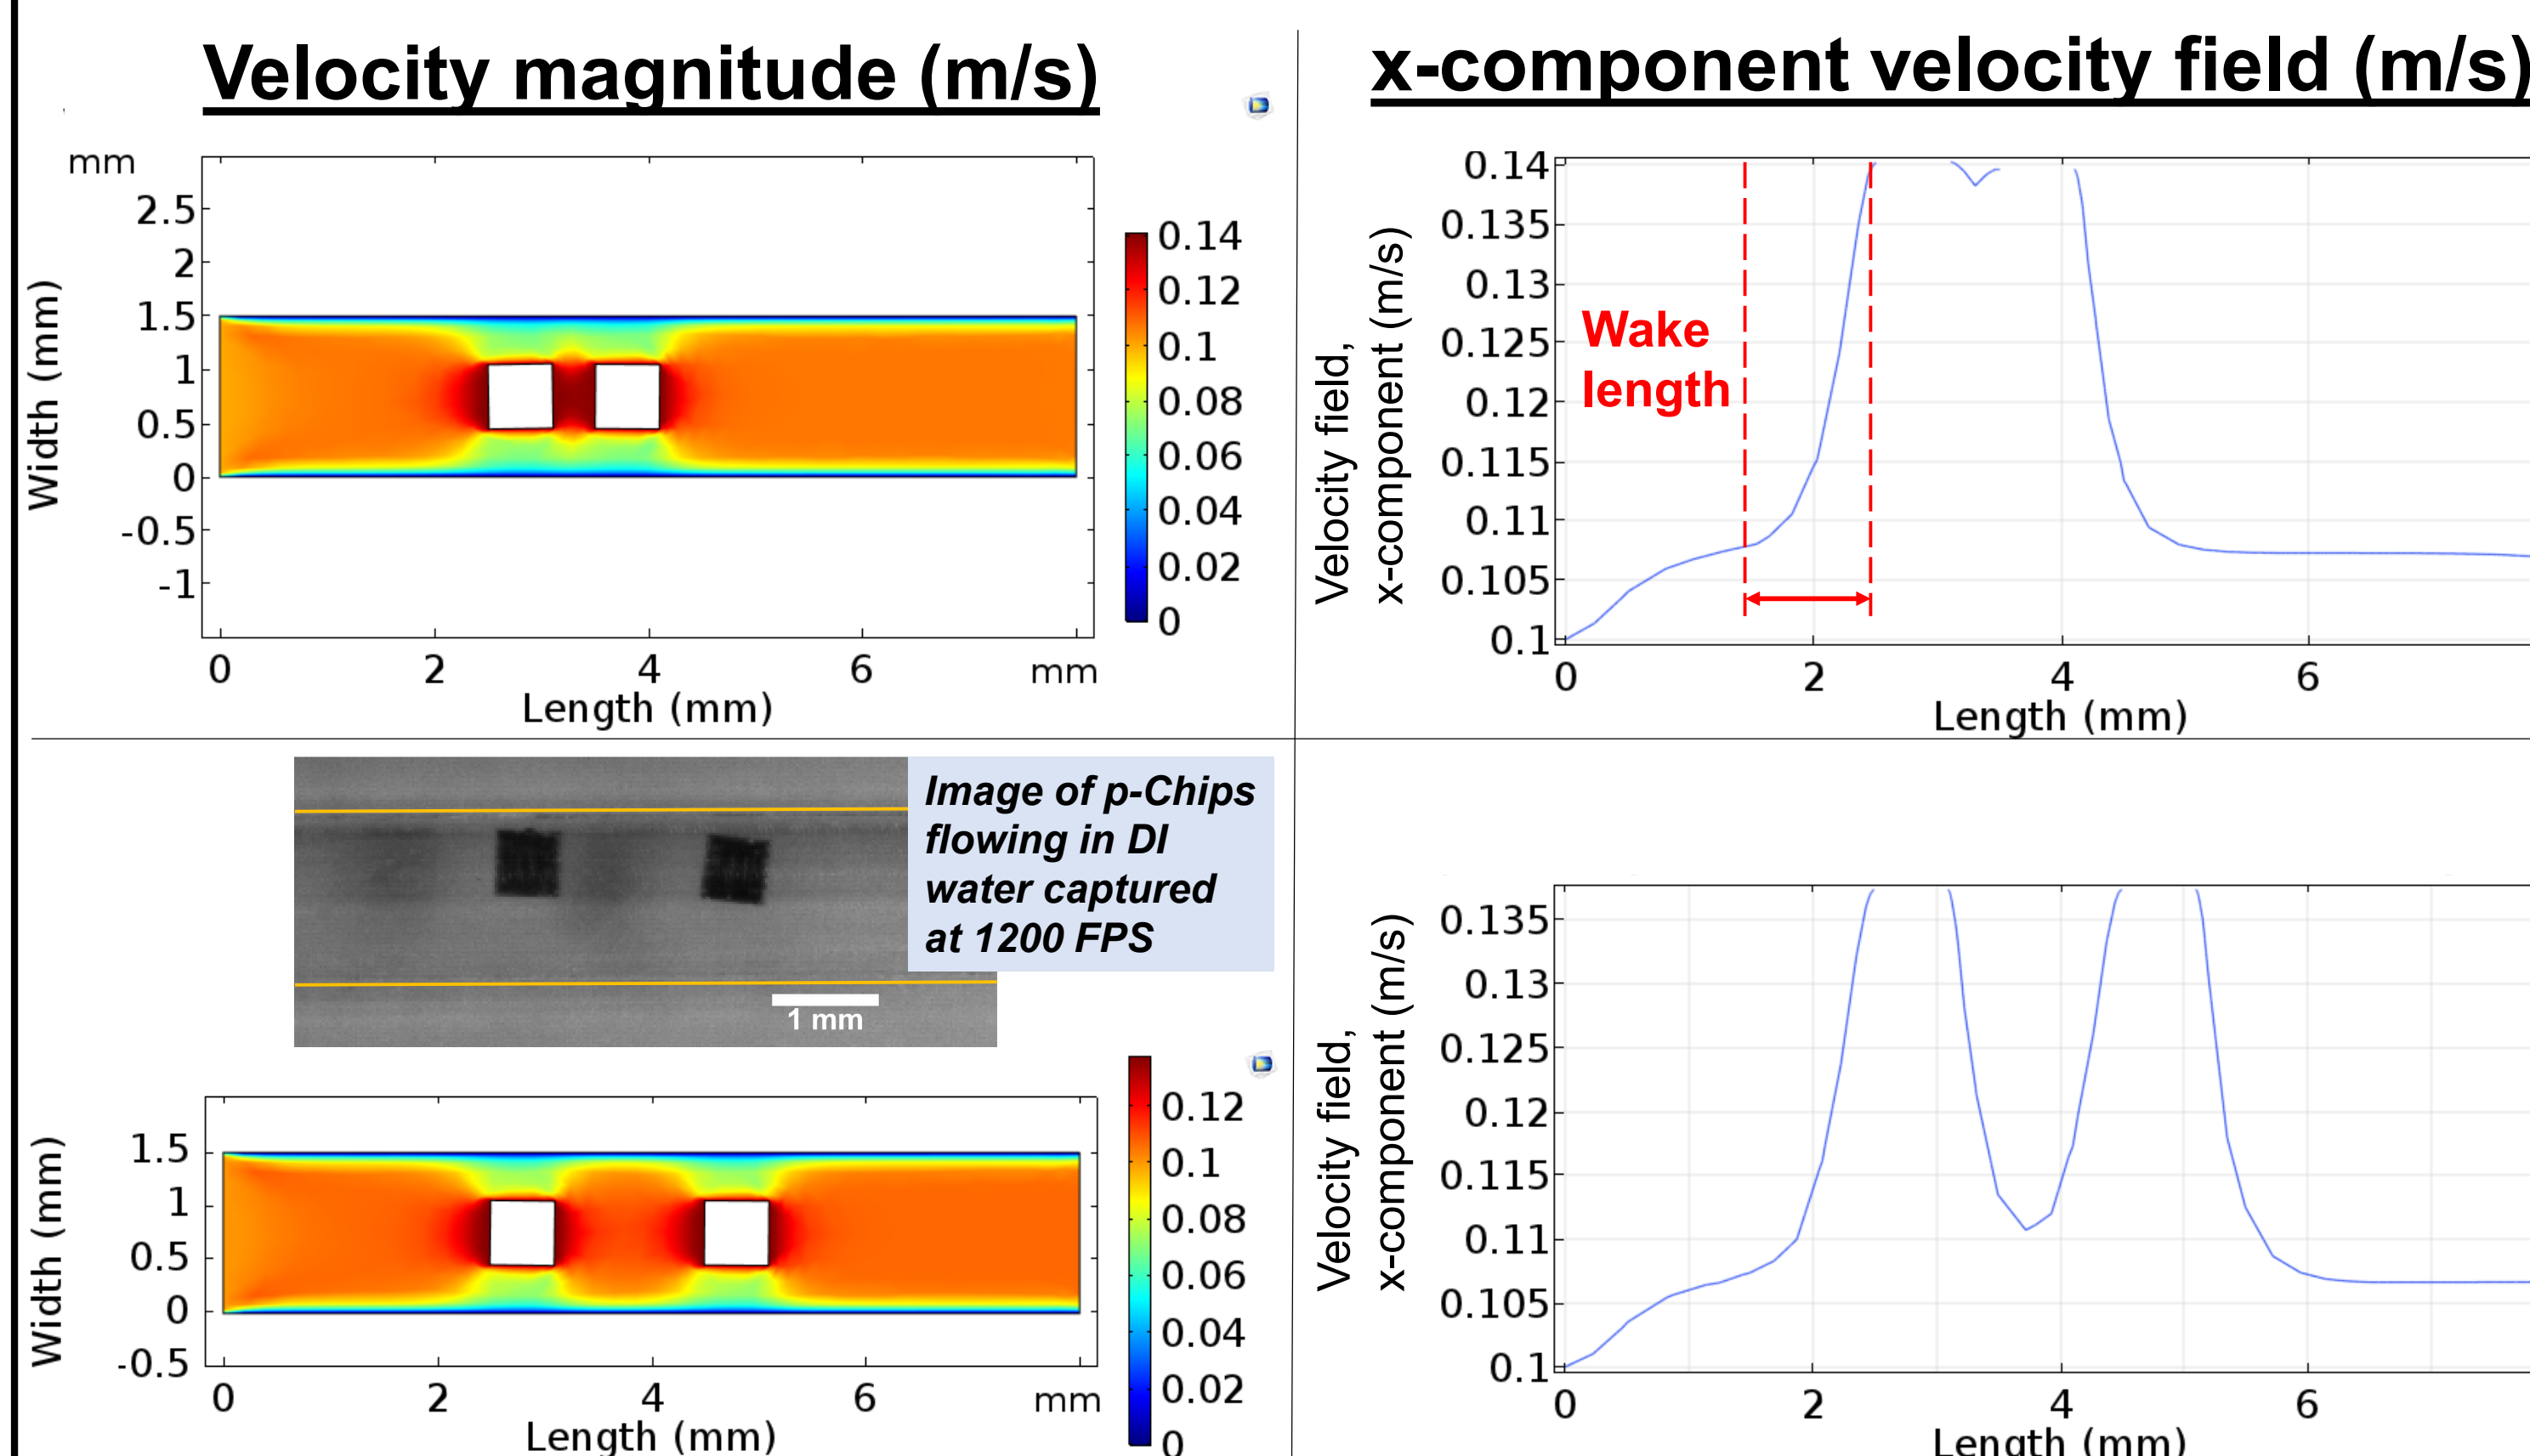 Velocity magnitude (m/s)
mm
2.5
2
1.5
1
0.5
0
-0.5
-1
Width (mm)
0 2 4 6 mm
Length (mm)
0.14
0.12
0.1
0.08
0.06
0.04
0.02
0
x-component velocity field (m/s)
0.14
0.135
0.13
0.125
0.12
0.115
0.11
0.105
0.1
Velocity field,
x-component (m/s)
Wake
length
0 2 4 6
Length (mm)
Image of p-Chips
flowing in DI
water captured
at 1200 FPS
1 mm
1.5
1
0.5
0
-0.5
Width (mm)
0 2 4 6 mm
Length (mm)
0.12
0.1
0.08
0.06
0.04
0.02
0
0.135
0.13
0.125
0.12
0.115
0.11
0.105
0.1
Velocity field,
x-component (m/s)
0 2 4 6
Length (mm)